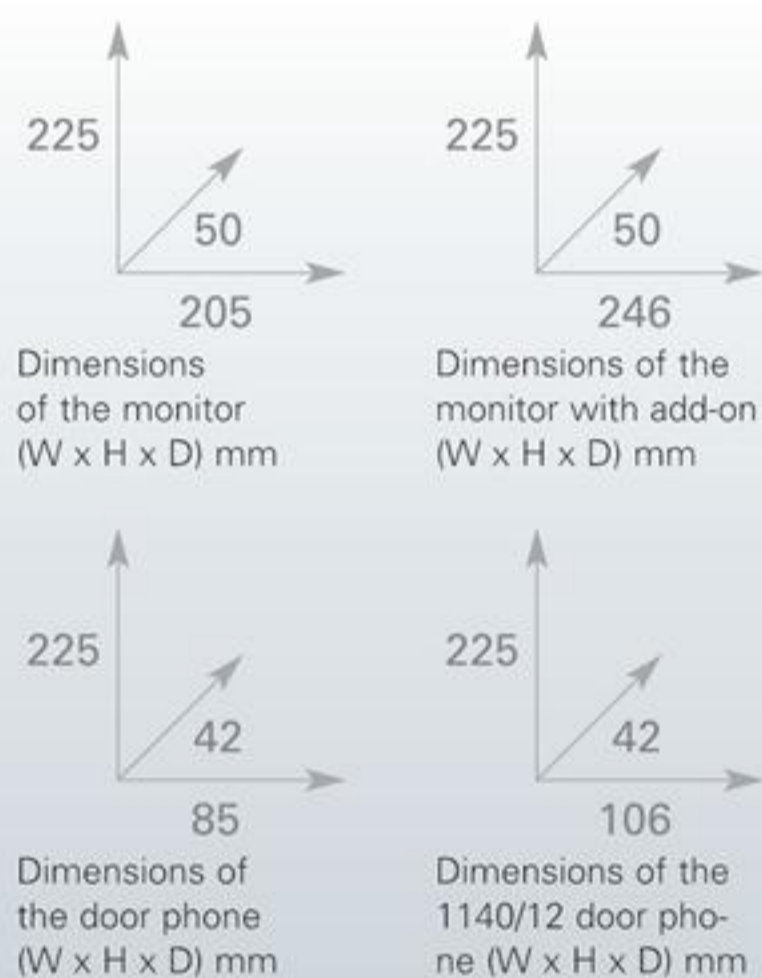 225
50
205
Dimensions
of the monitor
(W x H x D) mm
225
50
246
Dimensions of the
monitor with add-on
(W x H x D) mm
225
42
85
Dimensions of
the door phone
(W x H x D) mm
225
42
106
Dimensions of the
1140/12 door pho-
ne (W x H x D) mm